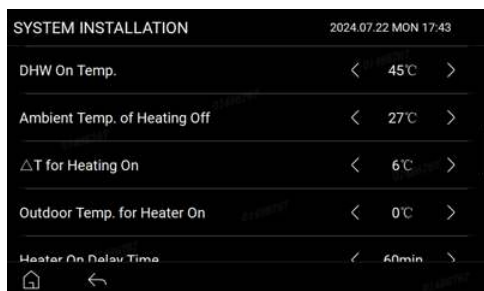 SYSTEM INSTALLATION 2024.07.22 MON 17:43
DHW On Temp. 45℃
Ambient Temp. of Heating Off 27℃
△T for Heating On 6℃
Outdoor Temp. for Heater On 0℃
Heater On Delay Time 60min